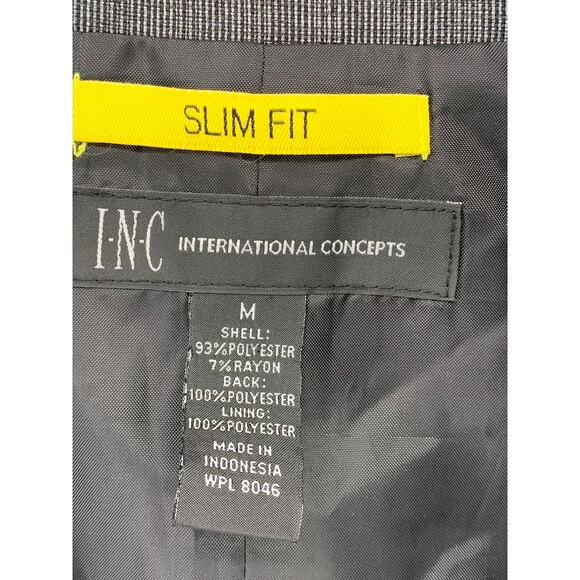 SLIM FIT
I·N·C INTERNATIONAL CONCEPTS
M
SHELL:
93%POLYESTER
7%RAYON
BACK:
100%POLYESTER
LINING:
100%POLYESTER
MADE IN
INDONESIA
WPL 8046